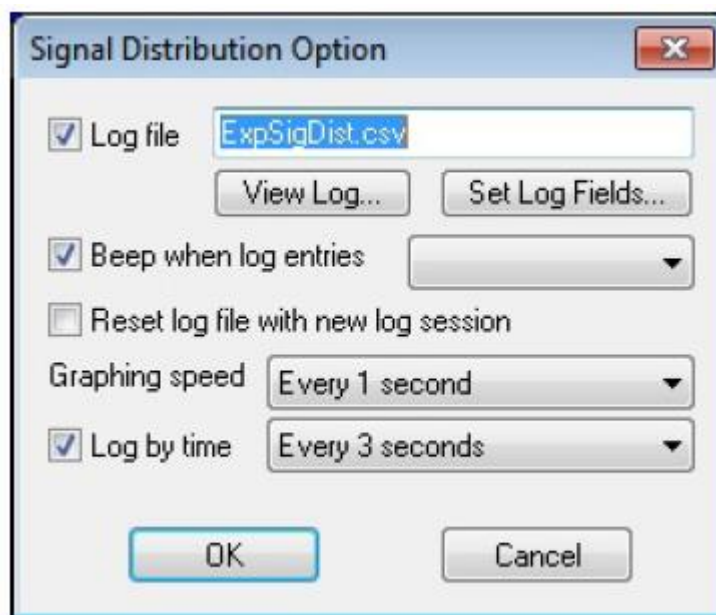 Signal Distribution Option
Log file ExpSigDist.csv
View Log... Set Log Fields...
Beep when log entries
Reset log file with new log session
Graphing speed Every 1 second
Log by time Every 3 seconds
OK Cancel